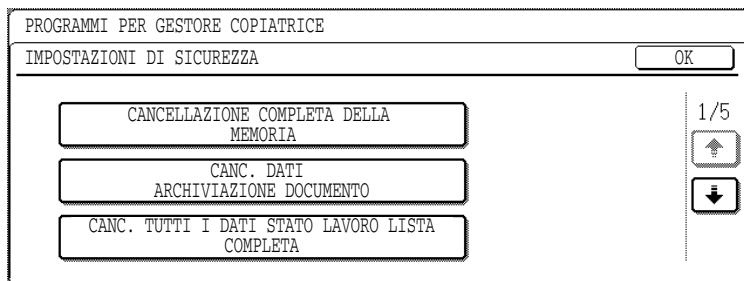 PROGRAMMI PER GESTORE COPIATRICE
IMPOSTAZIONI DI SICUREZZA
OK
CANCELLAZIONE COMPLETA DELLA
MEMORIA
1/5
CANC. DATI
ARCHIVIAZIONE DOCUMENTO
CANC. TUTTI I DATI STATO LAVORO LISTA
COMPLETA